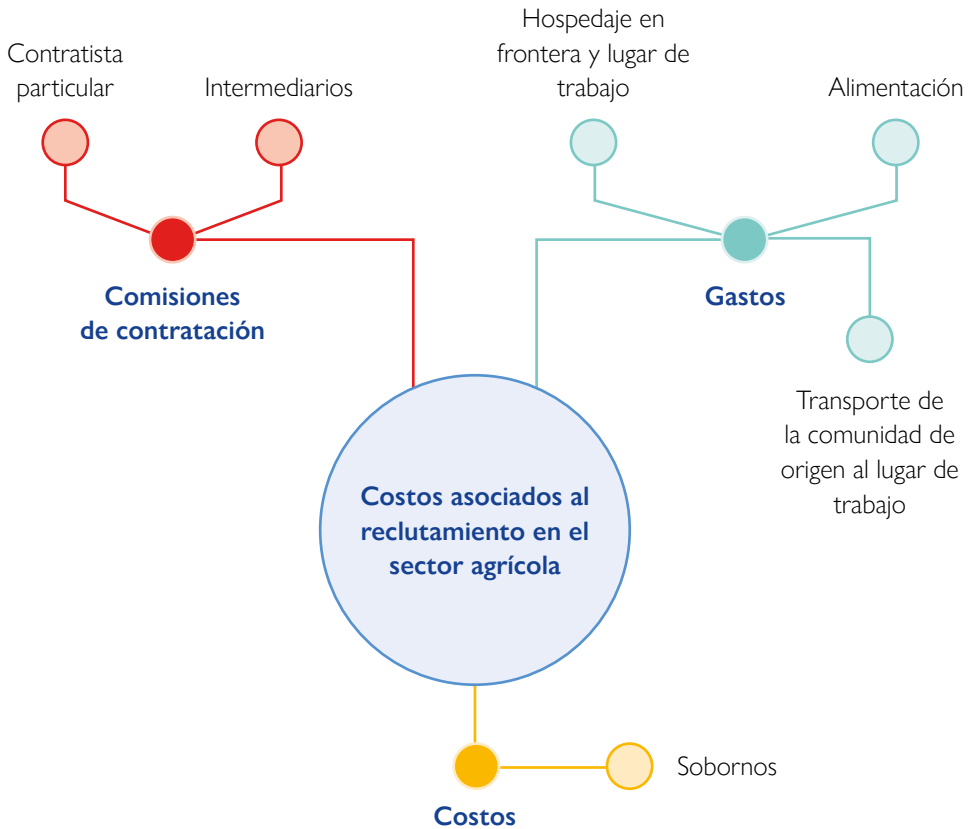 Contratista
particular
Intermediarios
Hospedaje en
frontera y lugar de
trabajo
Alimentación
Comisiones
de contratación
Gastos
Transporte de
la comunidad de
origen al lugar de
trabajo
Costos asociados al
reclutamiento en el
sector agrícola
Sobornos
Costos